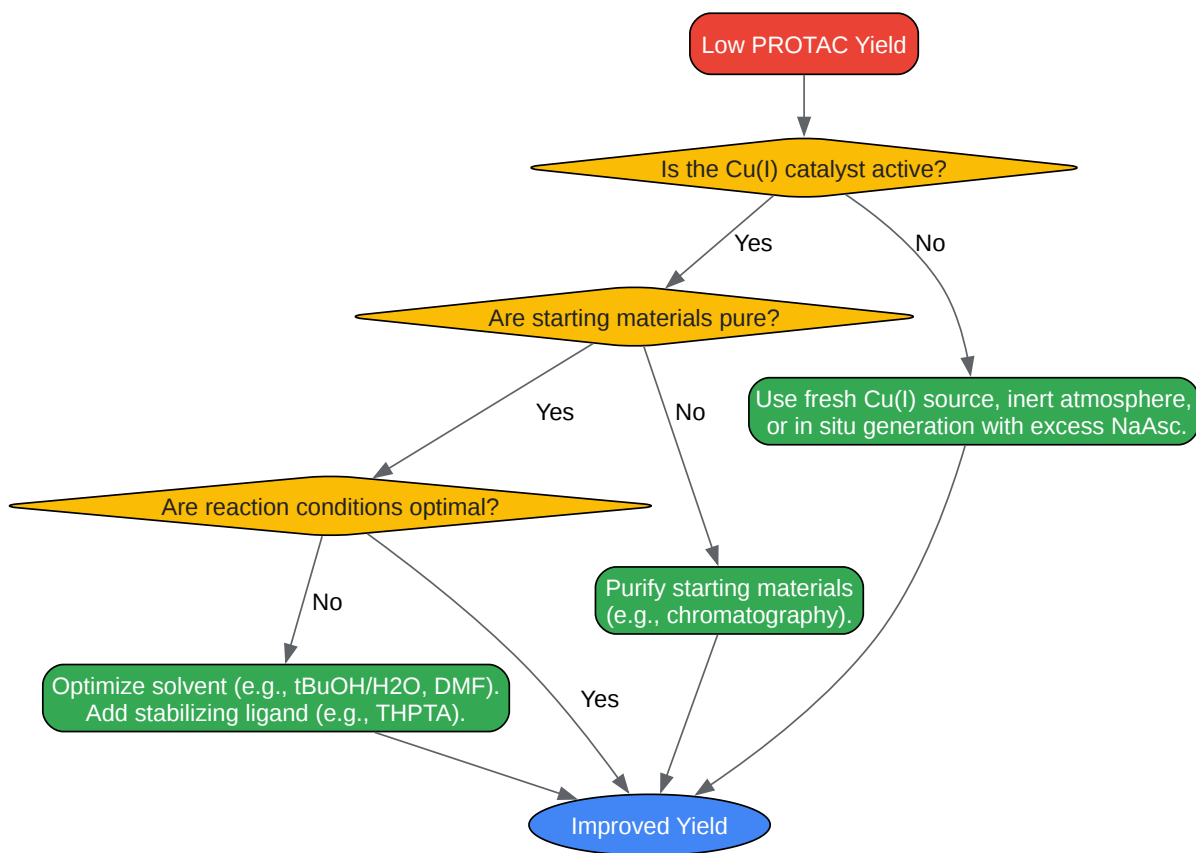 Low PROTAC Yield
Is the Cu(I) catalyst active?
Yes
No
Are starting materials pure?
Use fresh Cu(I) source, inert atmosphere,
or in situ generation with excess NaAsc.
Yes
No
Are reaction conditions optimal?
Purify starting materials
(e.g., chromatography).
No
Optimize solvent (e.g., tBuOH/H2O, DMF).
Add stabilizing ligand (e.g., THPTA).
Yes
Improved Yield